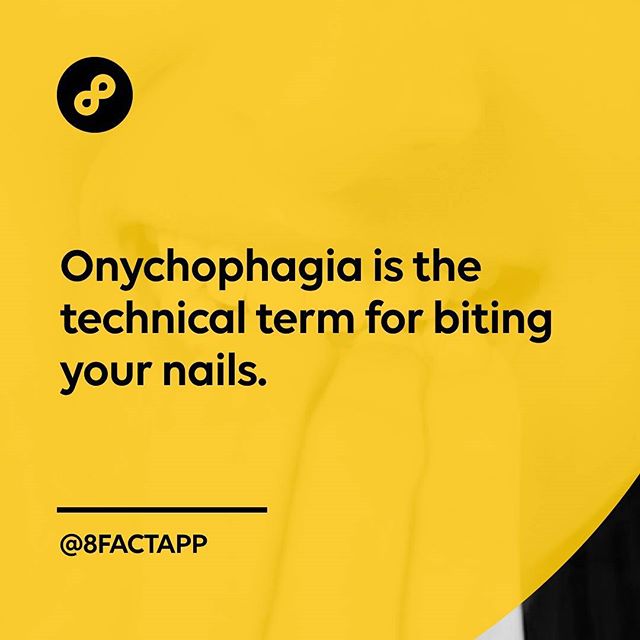 Onychophagia is the
technical term for biting
your nails.
@8FACTAPP